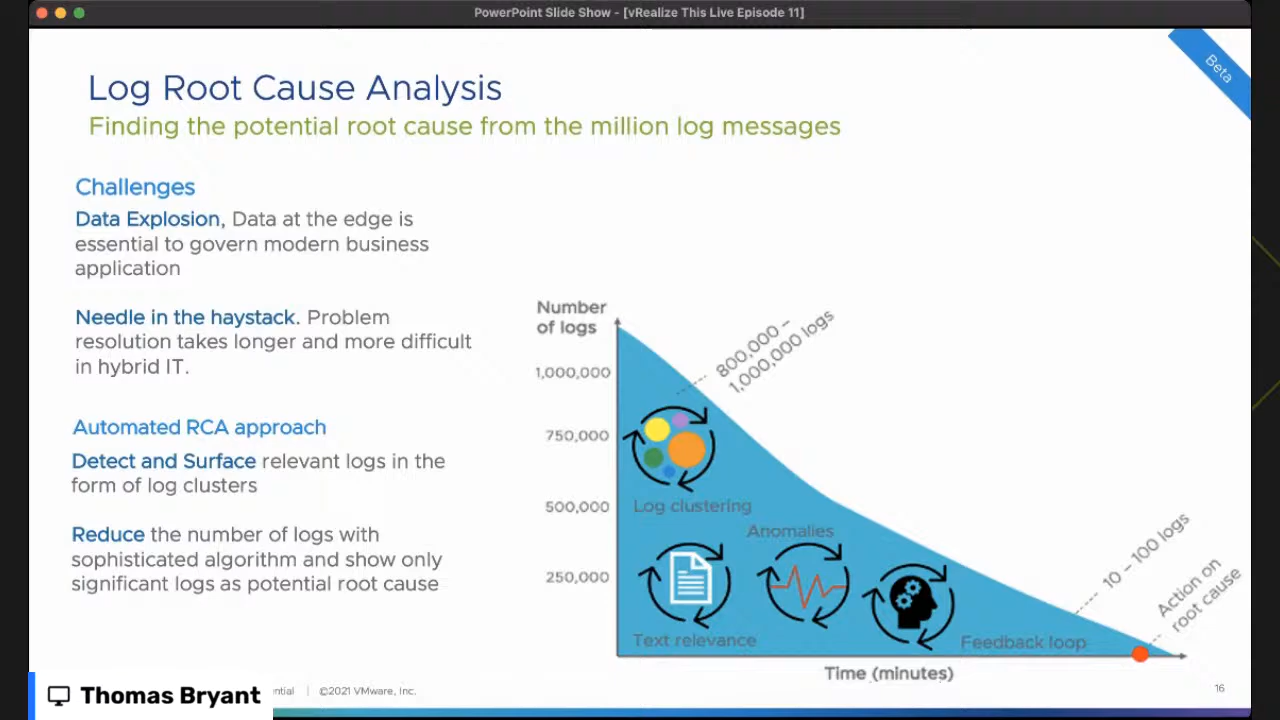 PowerPoint Slide Show - [vRealize This Live Episode 11]
Beta
Log Root Cause Analysis
Finding the potential root cause from the million log messages
Challenges
Data Explosion, Data at the edge is
essential to govern modern business
application
Needle in the haystack. Problem
resolution takes longer and more difficult
in hybrid IT.
Automated RCA approach
Detect and Surface relevant logs in the
form of log clusters
Reduce the number of logs with
sophisticated algorithm and show only
significant logs as potential root cause
Number
of logs
1,000,000
750,000
500,000
250,000
800,000 –
1,000,000 logs
Log clustering
Anomalies
Text relevance
Feedback loop
10 – 100 logs
Action on
root cause
Time (minutes)
Thomas Bryant
ential | ©2021 VMware, Inc.
16